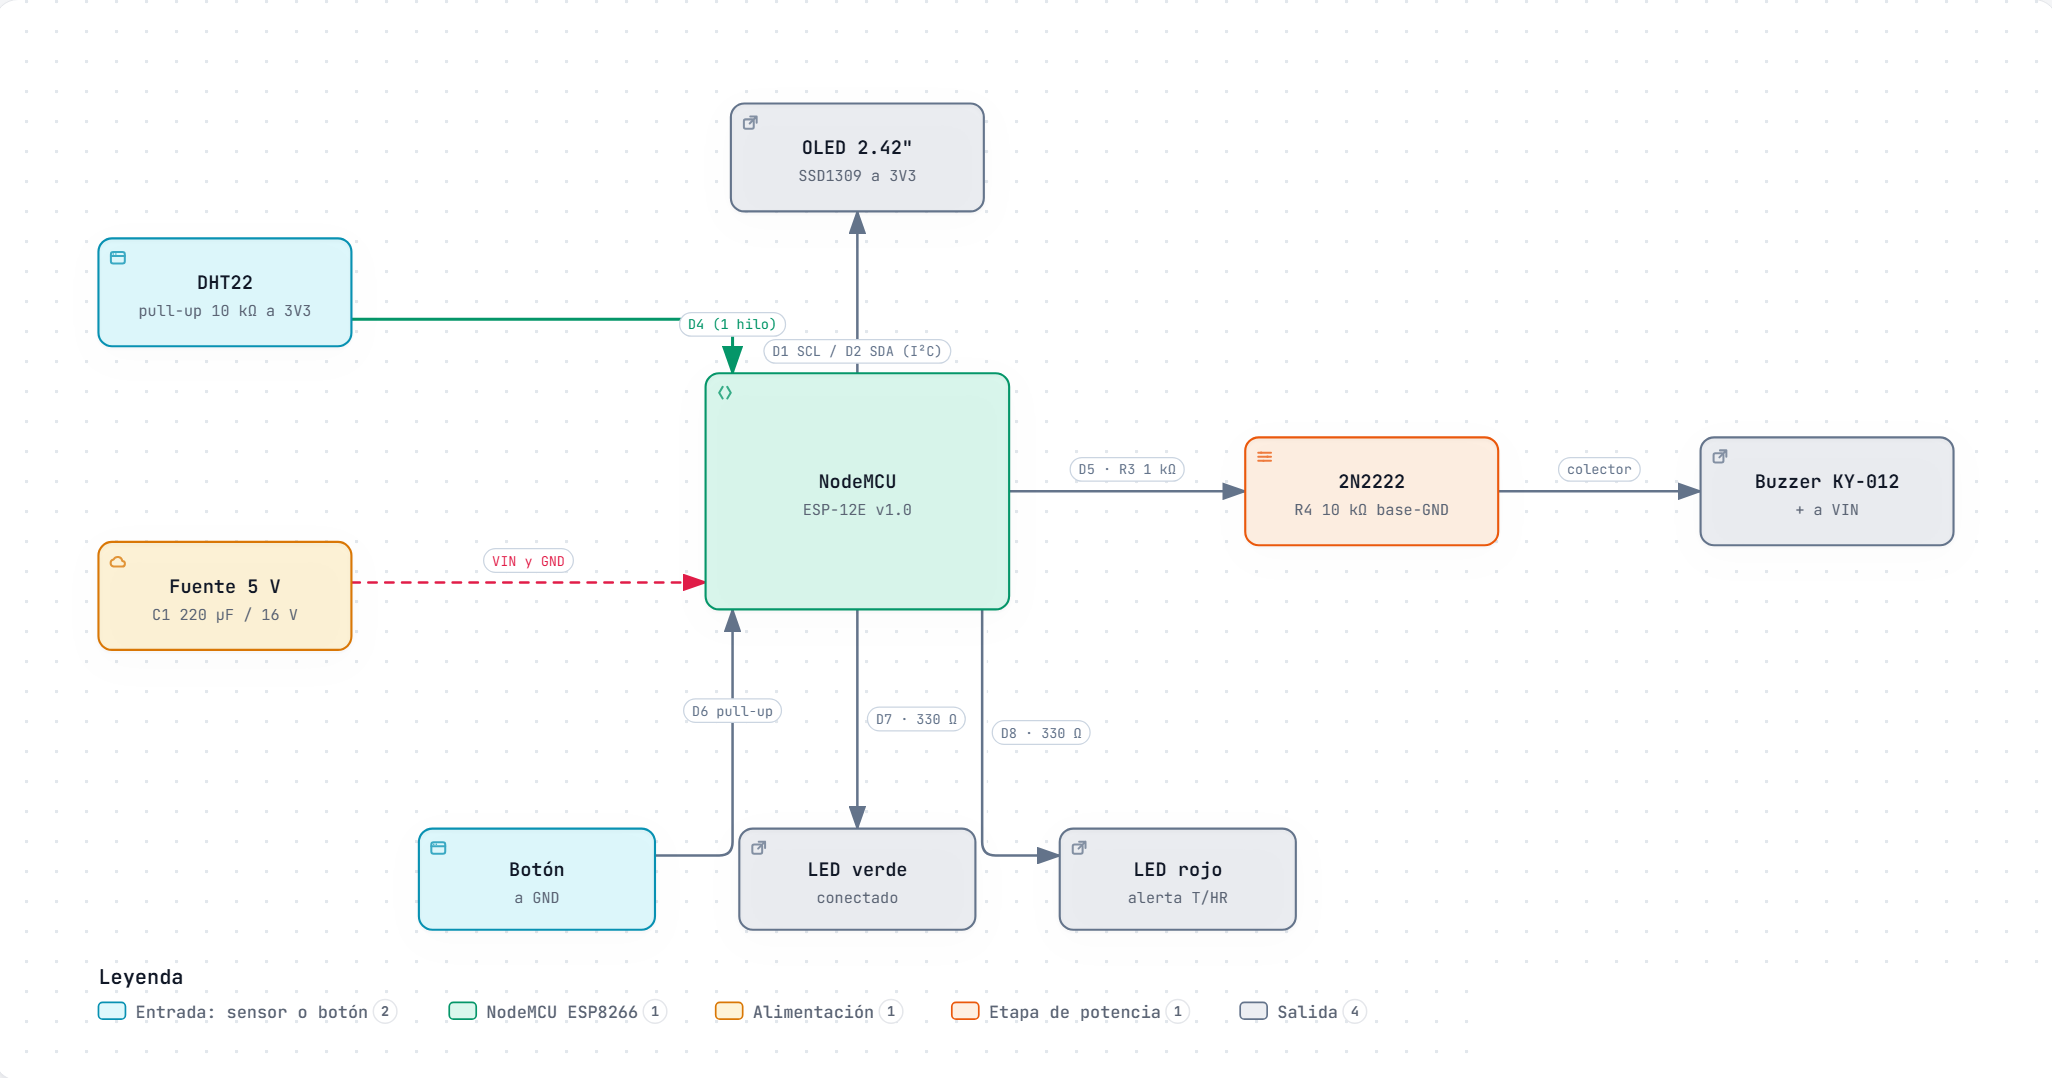 OLED 2.42"
SSD1309 a 3V3
DHT22
pull-up 10 kΩ a 3V3
D4 (1 hilo)
D1 SCL / D2 SDA (I²C)
NodeMCU
ESP-12E v1.0
D5 · R3 1 kΩ
2N2222
R4 10 kΩ base-GND
colector
Buzzer KY-012
+ a VIN
VIN y GND
Fuente 5 V
C1 220 µF / 16 V
D6 pull-up
D7 · 330 Ω
D8 · 330 Ω
Botón
a GND
LED verde
conectado
LED rojo
alerta T/HR
Leyenda
Entrada: sensor o botón 2
NodeMCU ESP8266 1
Alimentación 1
Etapa de potencia 1
Salida 4